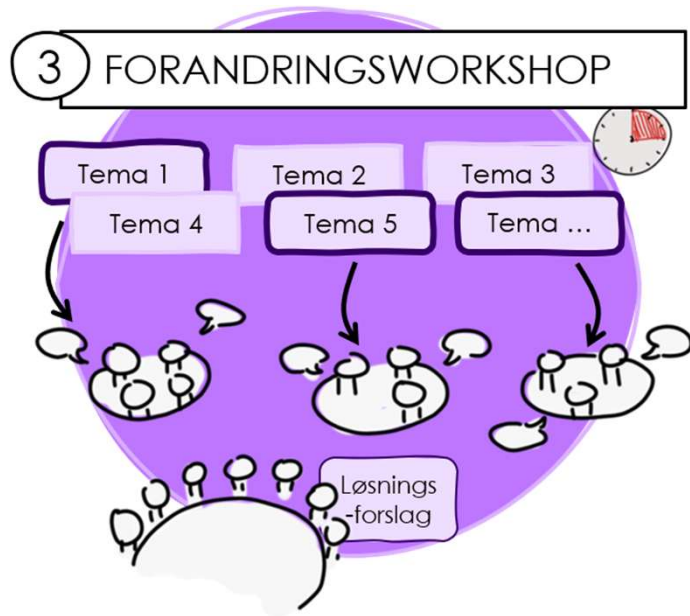 3 FORANDRINGSWORKSHOP
Tema 1
Tema 2
Tema 3
Tema 4
Tema 5
Tema ...
Løsnings
-forslag